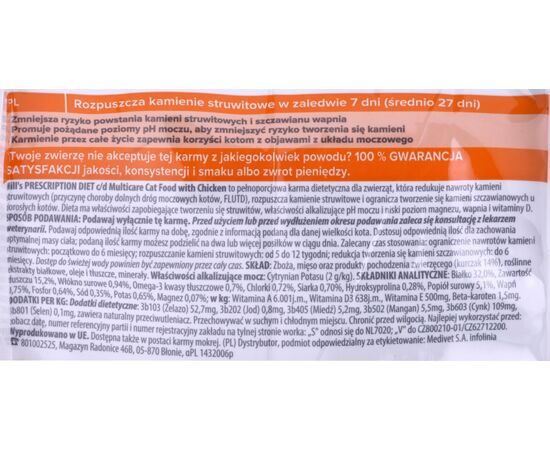 PL
Rozpuszcza kamienie struwitowe w zaledwie 7 dni (średnio 27 dni)
Zmniejsza ryzyko powstania kamieni struwitowych i szczawianu wapnia
Promuje pożądane poziomy pH moczu, aby zmniejszyć ryzyko tworzenia się kamieni
Karmienie przez całe życie zapewnia korzyści kotom z objawami z układu moczowego
*Twoje zwierzę nie akceptuje tej karmy z jakiegokolwiek powodu? 100 % GWARANCJA
SATYSFAKCJI jakości, konsystencji i smaku albo zwrot pieniędzy.
Hill's PRESCRIPTION DIET c/d Multicare Cat Food with Chicken to pełnoporcjowa karma dietetyczna dla zwierząt, która redukuje nawroty kamieni
struwitowych (przyczynę choroby dolnych dróg moczowych kotów, FLUTD), rozpuszcza kamienie struwitowe i ogranicza tworzenie się kamieni szczawianowych u
kotów. Dieta ma właściwości zapobiegające tworzeniu się struwitów, właściwości alkalizujące pH moczu i niski poziom magnezu, wapnia i witaminy D.
SPOSÓB PODAWANIA: Podawaj wyłącznie tę karmę. Przed użyciem lub przed wydłużeniem okresu podawania zaleca się konsultację z lekarzem
weterynarii. Podawaj odpowiednią ilość karmy na dobę, zgodnie z informacją podaną dla danej wielkości kota. Dostosuj odpowiednią ilość dla zachowania
optymalnej masy ciała; podaną ilość karmy możesz podzielić na dwa lub więcej posiłków w ciągu dnia. Zalecany czas stosowania: ograniczenie nawrotów kamieni
struwitowych: początkowo do 6 miesięcy; rozpuszczanie kamieni struwitowych: od 5 do 12 tygodni; redukcja tworzenia się kamieni szczawianowych: do 6
miesięcy. Dostęp do świeżej wody powinien być zapewniony przez cały czas. SKŁAD: Zboża, mięso oraz produkty pochodzenia zwierzęcego (kurczak 14%), roślinne
ekstrakty białkowe, oleje i tłuszcze, minerały. Zakwaszacz moczu: Cytrynian Potasu (2 g/kg). SKŁADNIKI ANALITYCZNE: Białko 32,0%, Zawartość
tłuszczu 15,2%, Włókno surowe 0,94%, Omega-3 kwasy tłuszczowe 0,7%, Chlorki 0,72%, Siarka 0,70%, Hydroksyprolina 0,28%, Popiół surowy 5,1%, Wapń
0,75%, Fosfor 0,64%, Sód 0,35%, Potas 0,65%, Magnez 0,07%; w kg: Witamina A 6.001j.m., Witamina D3 638j.m., Witamina E 500mg, Beta-karoten 1,5mg.
DODATKI PER KG: Dodatki dietetyczne: 3b103 (Żelazo) 52,7mg, 3b202 (Jod) 0,8mg, 3b405 (Miedź) 5,2mg, 3b502 (Mangan) 5,5mg, 3b603 (Cynk) 109mg,
3b801 (Selen) 0,1mg, zawiera naturalny przeciwutleniacz. Przechowywać w suchym i chłodnym miejscu. Chronić przed wilgocią. Najlepiej wykorzystać przed:
zobacz datę, numer referencyjny partii i numer rejestracyjny zakładu na tylnej stronie worka: „S" odnosi się do NL7020; „V" do CZ800210-01/CZ62712200.
Wyprodukowano w UE. Dostępna także w postaci karmy mokrej. (PL) Dystrybutor, podmiot odpowiedzialny za etykietowanie: Medivet S.A. infolinia
801002525, Magazyn Radonice 46B, 05-870 Błonie, αPL 1432006p